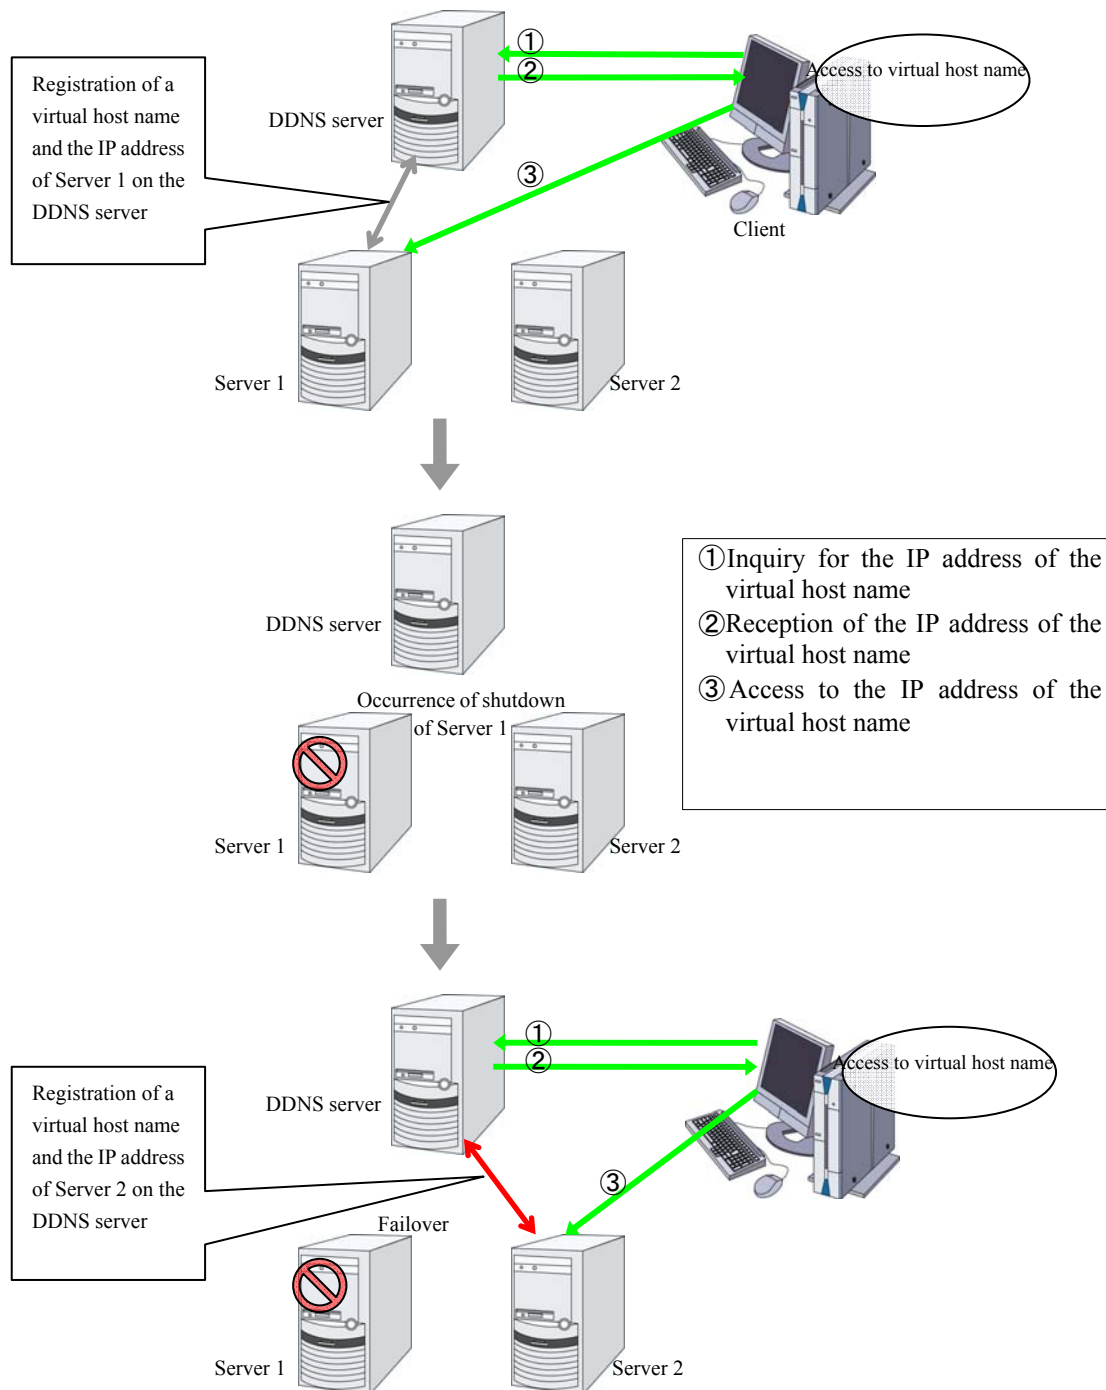 ①
②
Access to virtual host name
Registration of a
virtual host name
and the IP address
of Server 1 on the
DDNS server
DDNS server
③
Client
Server 1
Server 2
DDNS server
①Inquiry for the IP address of the
virtual host name
②Reception of the IP address of the
virtual host name
③Access to the IP address of the
virtual host name
Occurrence of shutdown
of Server 1
Server 1
Server 2
①
②
Access to virtual host name
Registration of a
virtual host name
and the IP address
of Server 2 on the
DDNS server
DDNS server
③
Failover
Server 1
Server 2